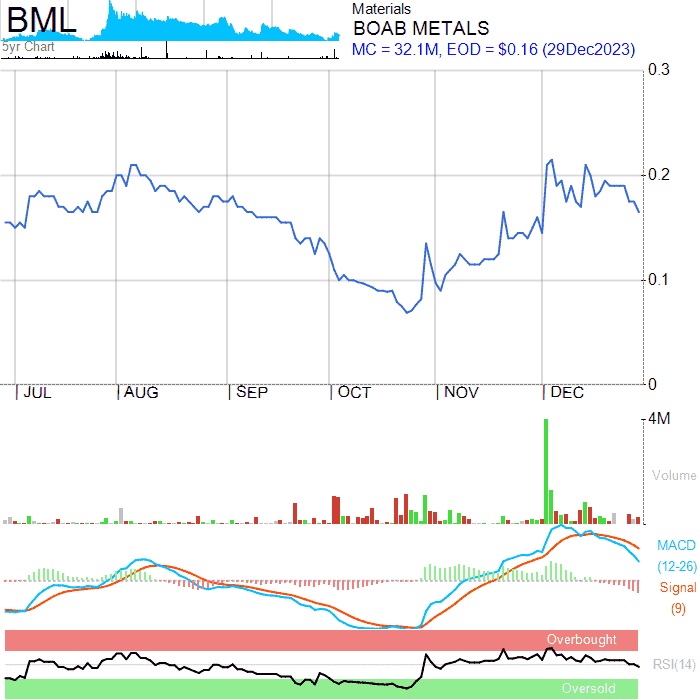 BML
5yr Chart
Materials
BOAB METALS
MC = 32.1M, EOD = $0.16 (29Dec2023)
0.3
0.2
0.1
0
JUL AUG SEP OCT NOV DEC
4M
Volume
MACD
(12-26)
Signal
(9)
Overbought
RSI(14)
Oversold